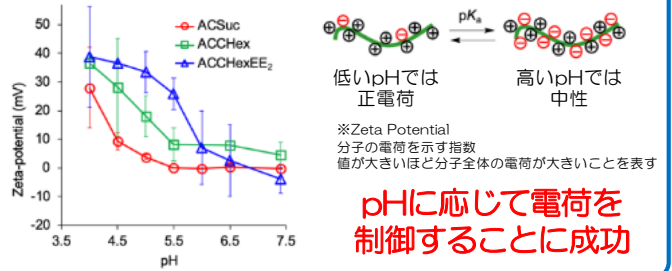 50
40
30
20
10
0
-10
-20
3.5 4.5 5.5 6.5 7.5
Zeta-potential (mV)
pH
ACSuc
ACCHex
ACCHexEE2
pKa
低いpHでは
正電荷
高いpHでは
中性
※Zeta Potential
分子の電荷を示す指数
値が大きいほど分子全体の電荷が大きいことを表す
pHに応じて電荷を
制御することに成功